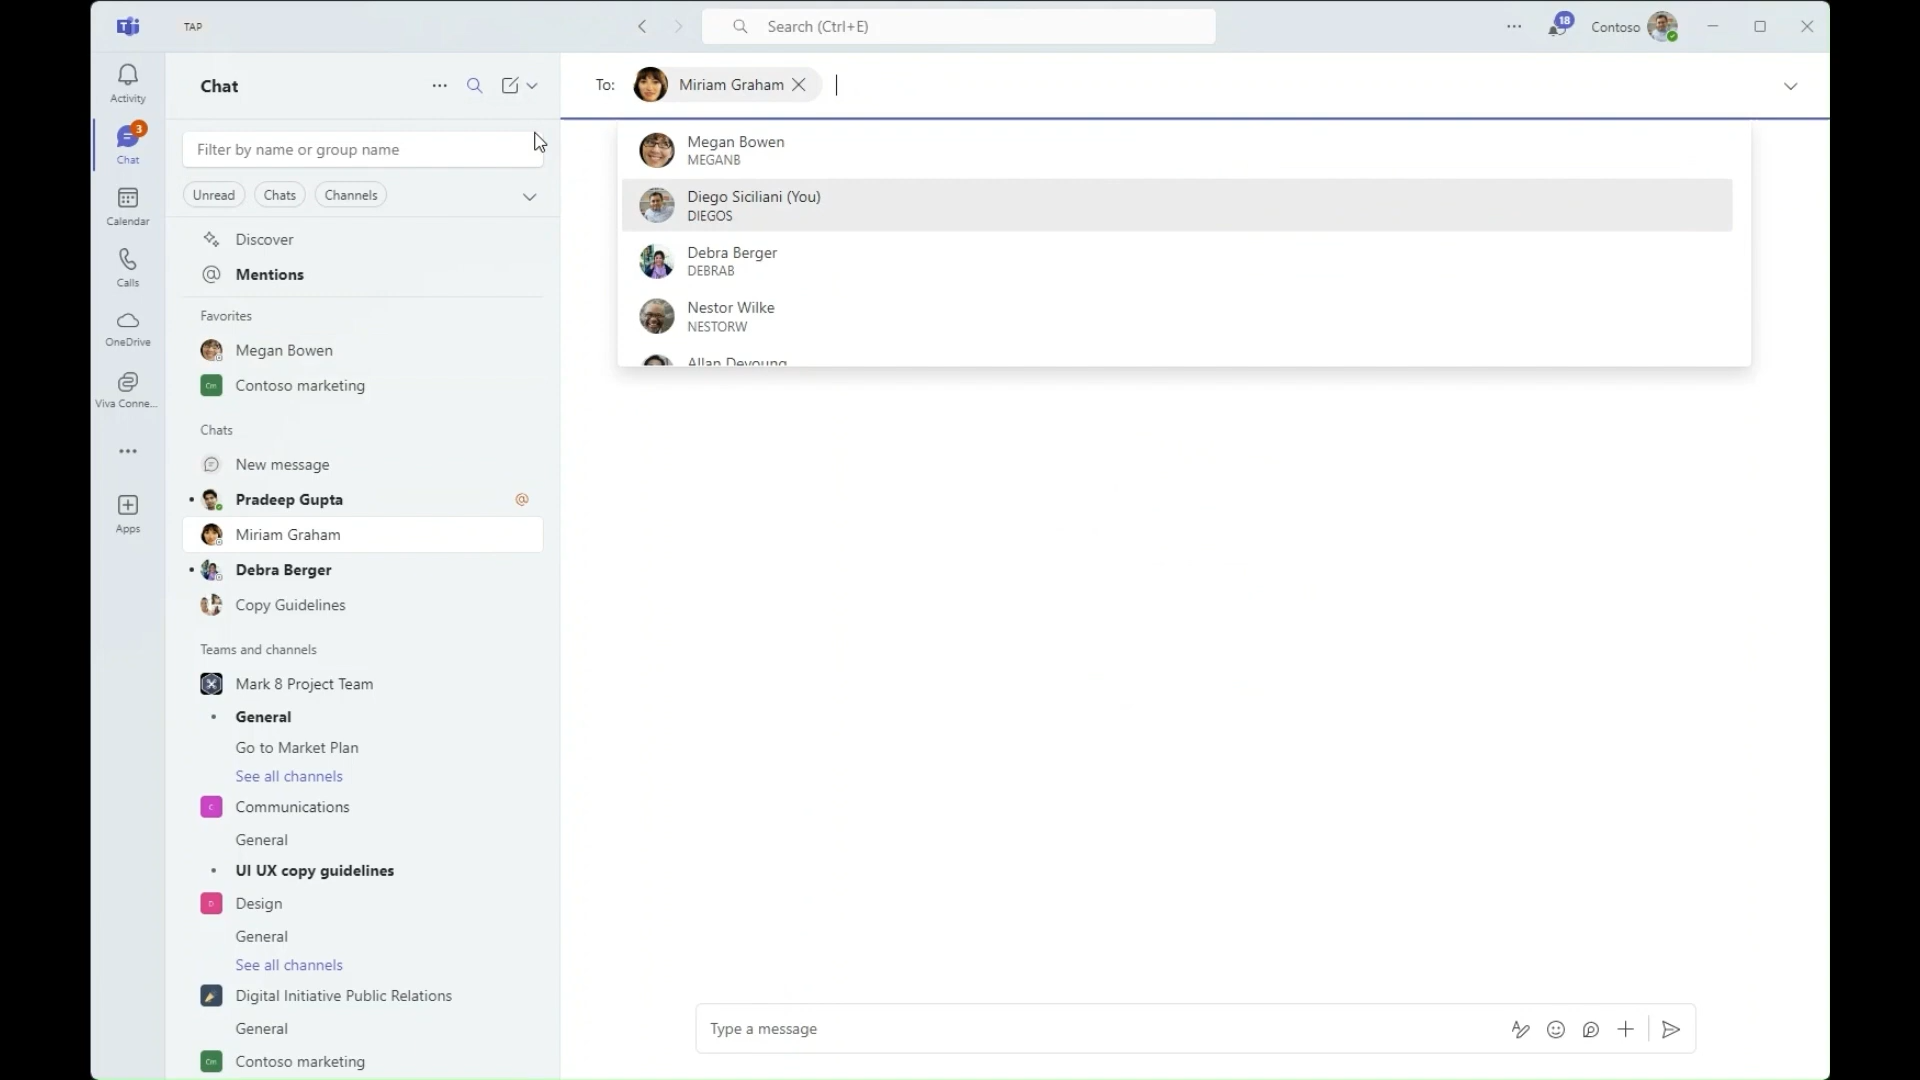 TAP
Search (Ctrl+E)
18
Contoso
Activity
3
Chat
Calendar
Calls
OneDrive
Viva Conne...
Apps
Chat
Filter by name or group name
Unread
Chats
Channels
Discover
Mentions
Favorites
Megan Bowen
Cm Contoso marketing
Chats
New message
Pradeep Gupta
@
Miriam Graham
Debra Berger
Copy Guidelines
Teams and channels
Mark 8 Project Team
General
Go to Market Plan
See all channels
C Communications
General
UI UX copy guidelines
D Design
General
See all channels
Digital Initiative Public Relations
General
Cm Contoso marketing
To: Miriam Graham
Megan Bowen
MEGANB
Diego Siciliani (You)
DIEGOS
Debra Berger
DEBRAB
Nestor Wilke
NESTORW
Allan Deyoung
Type a message